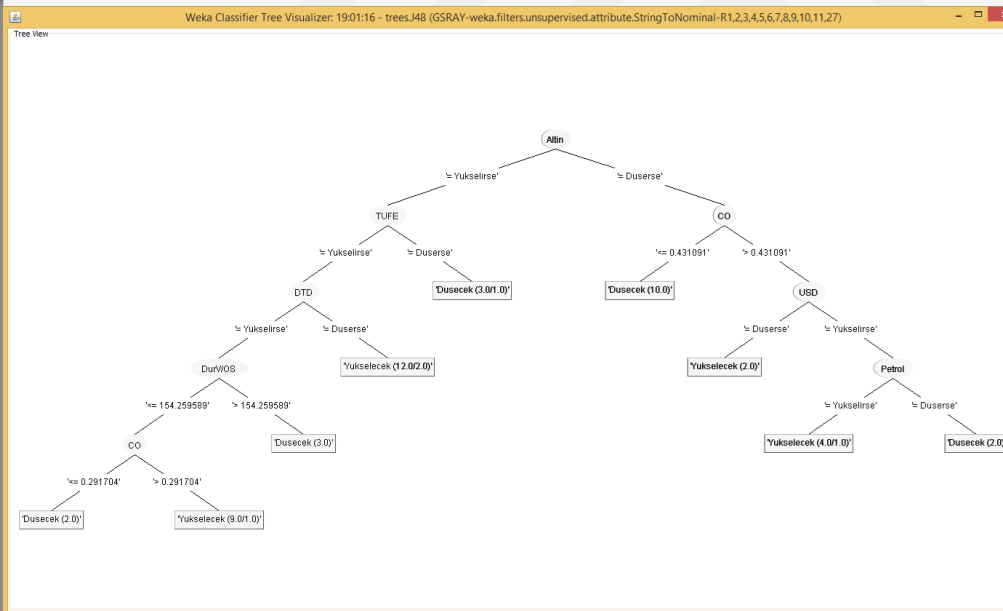 Weka Classifier Tree Visualizer: 19:01:16 - trees.J48 (GSRAY-weka.filters.unsupervised.attribute.StringToNominal-R1,2,3,4,5,6,7,8,9,10,11,27)
Tree View
Altin
'= Yukselirse' '= Duserse'
TUFE CO
'= Yukselirse' '= Duserse' '<= 0.431091' '> 0.431091'
DTD 'Dusecek (3.0/1.0)' 'Dusecek (10.0)' USD
'= Yukselirse' '= Duserse' '= Duserse' '= Yukselirse'
DurV/OS 'Yukselecek (12.0/2.0)' 'Yukselecek (2.0)' Petrol
'<= 154.259589' '> 154.259589' '= Yukselirse' '= Duserse'
CO 'Dusecek (3.0)' 'Yukselecek (4.0/1.0)' 'Dusecek (2.0)
'<= 0.291704' '> 0.291704'
'Dusecek (2.0)' 'Yukselecek (9.0/1.0)'